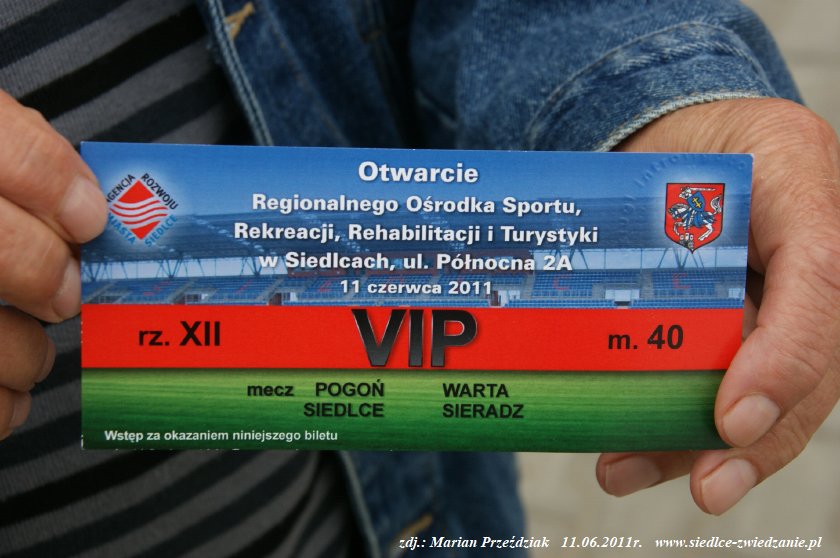 AGENCJA ROZWOJU
MIASTA SIEDLCE
Otwarcie
Regionalnego Ośrodka Sportu,
Rekreacji, Rehabilitacji i Turystyki
w Siedlcach, ul. Północna 2A
11 czerwca 2011
rz. XII
VIP
m. 40
mecz POGOŃ WARTA
SIEDLCE SIERADZ
Wstęp za okazaniem niniejszego biletu
zdj.: Marian Przeździak 11.06.2011r. www.siedlce-zwiedzanie.pl